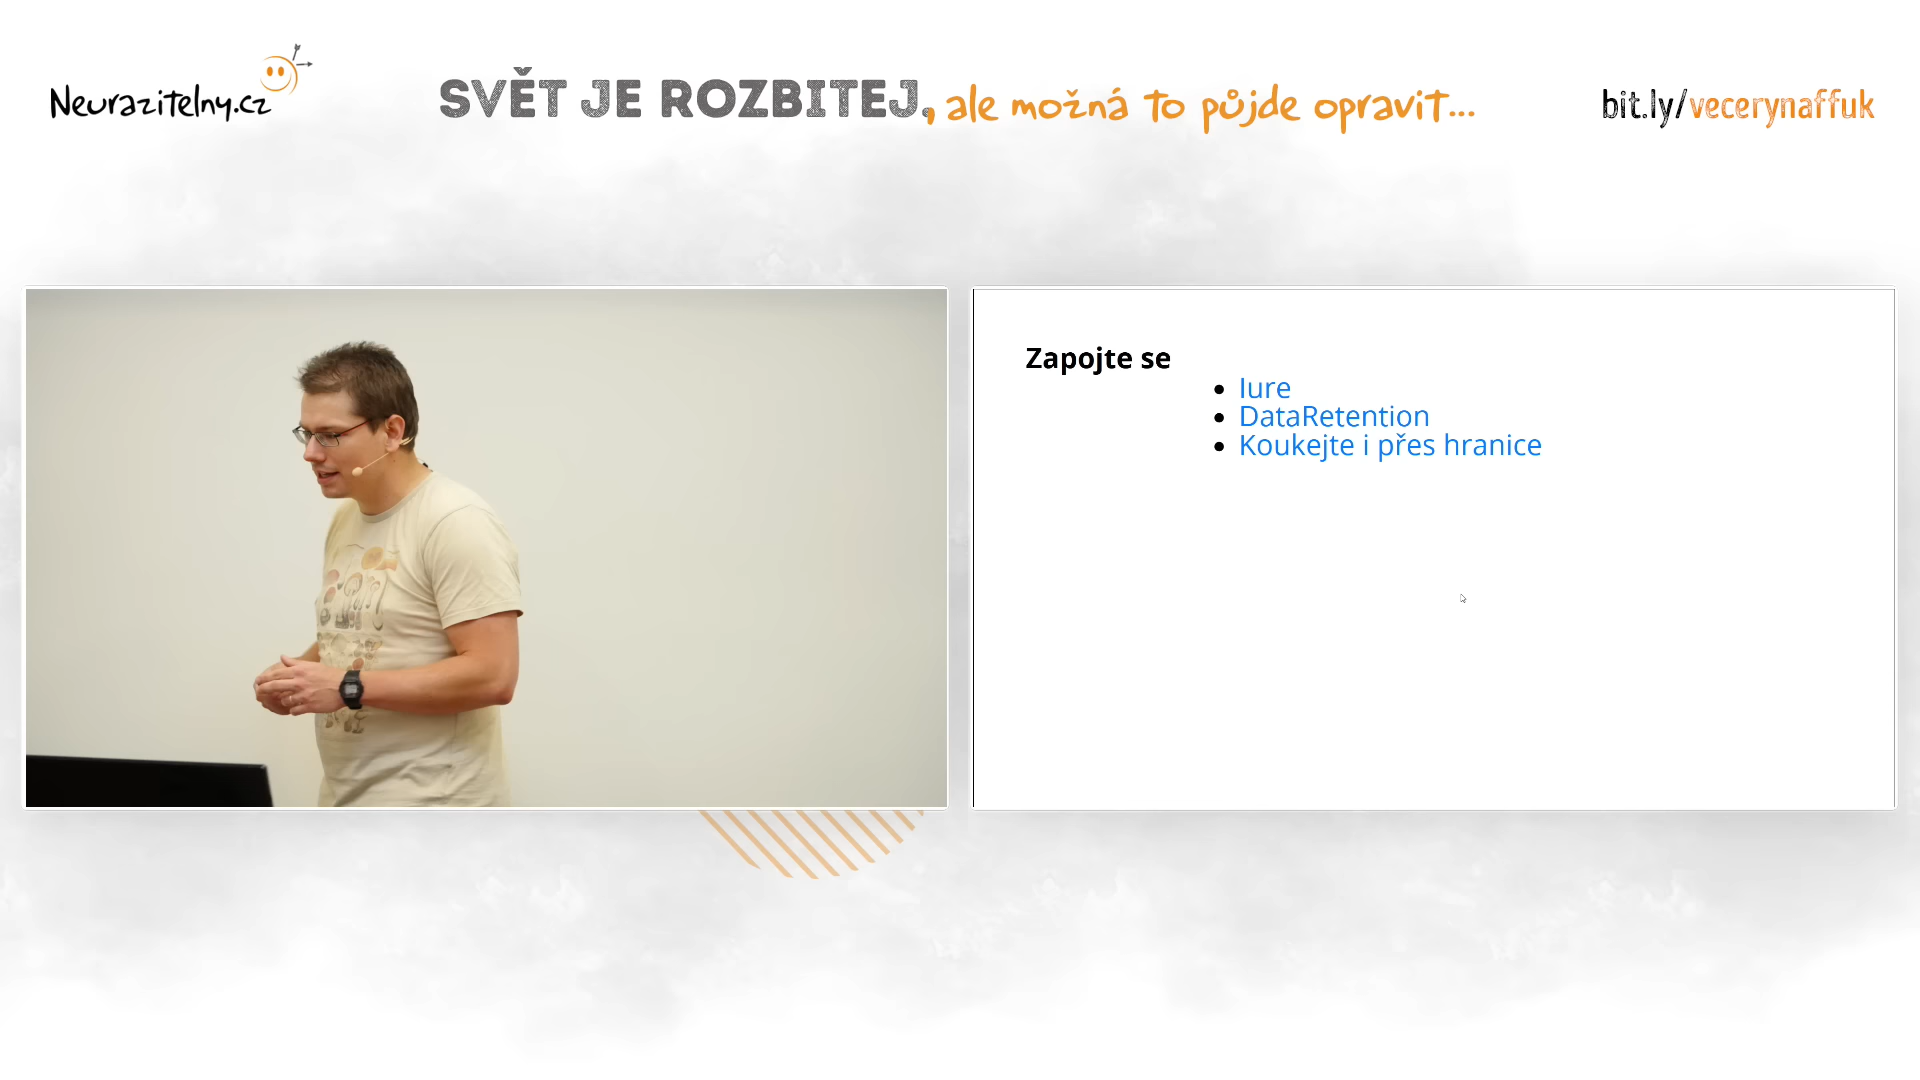 Neurazitelny.cz
SVĚT JE ROZBITEJ, ale možná to půjde opravit...
bit.ly/vecerynaffuk
Zapojte se
Iure
DataRetention
Koukejte i přes hranice